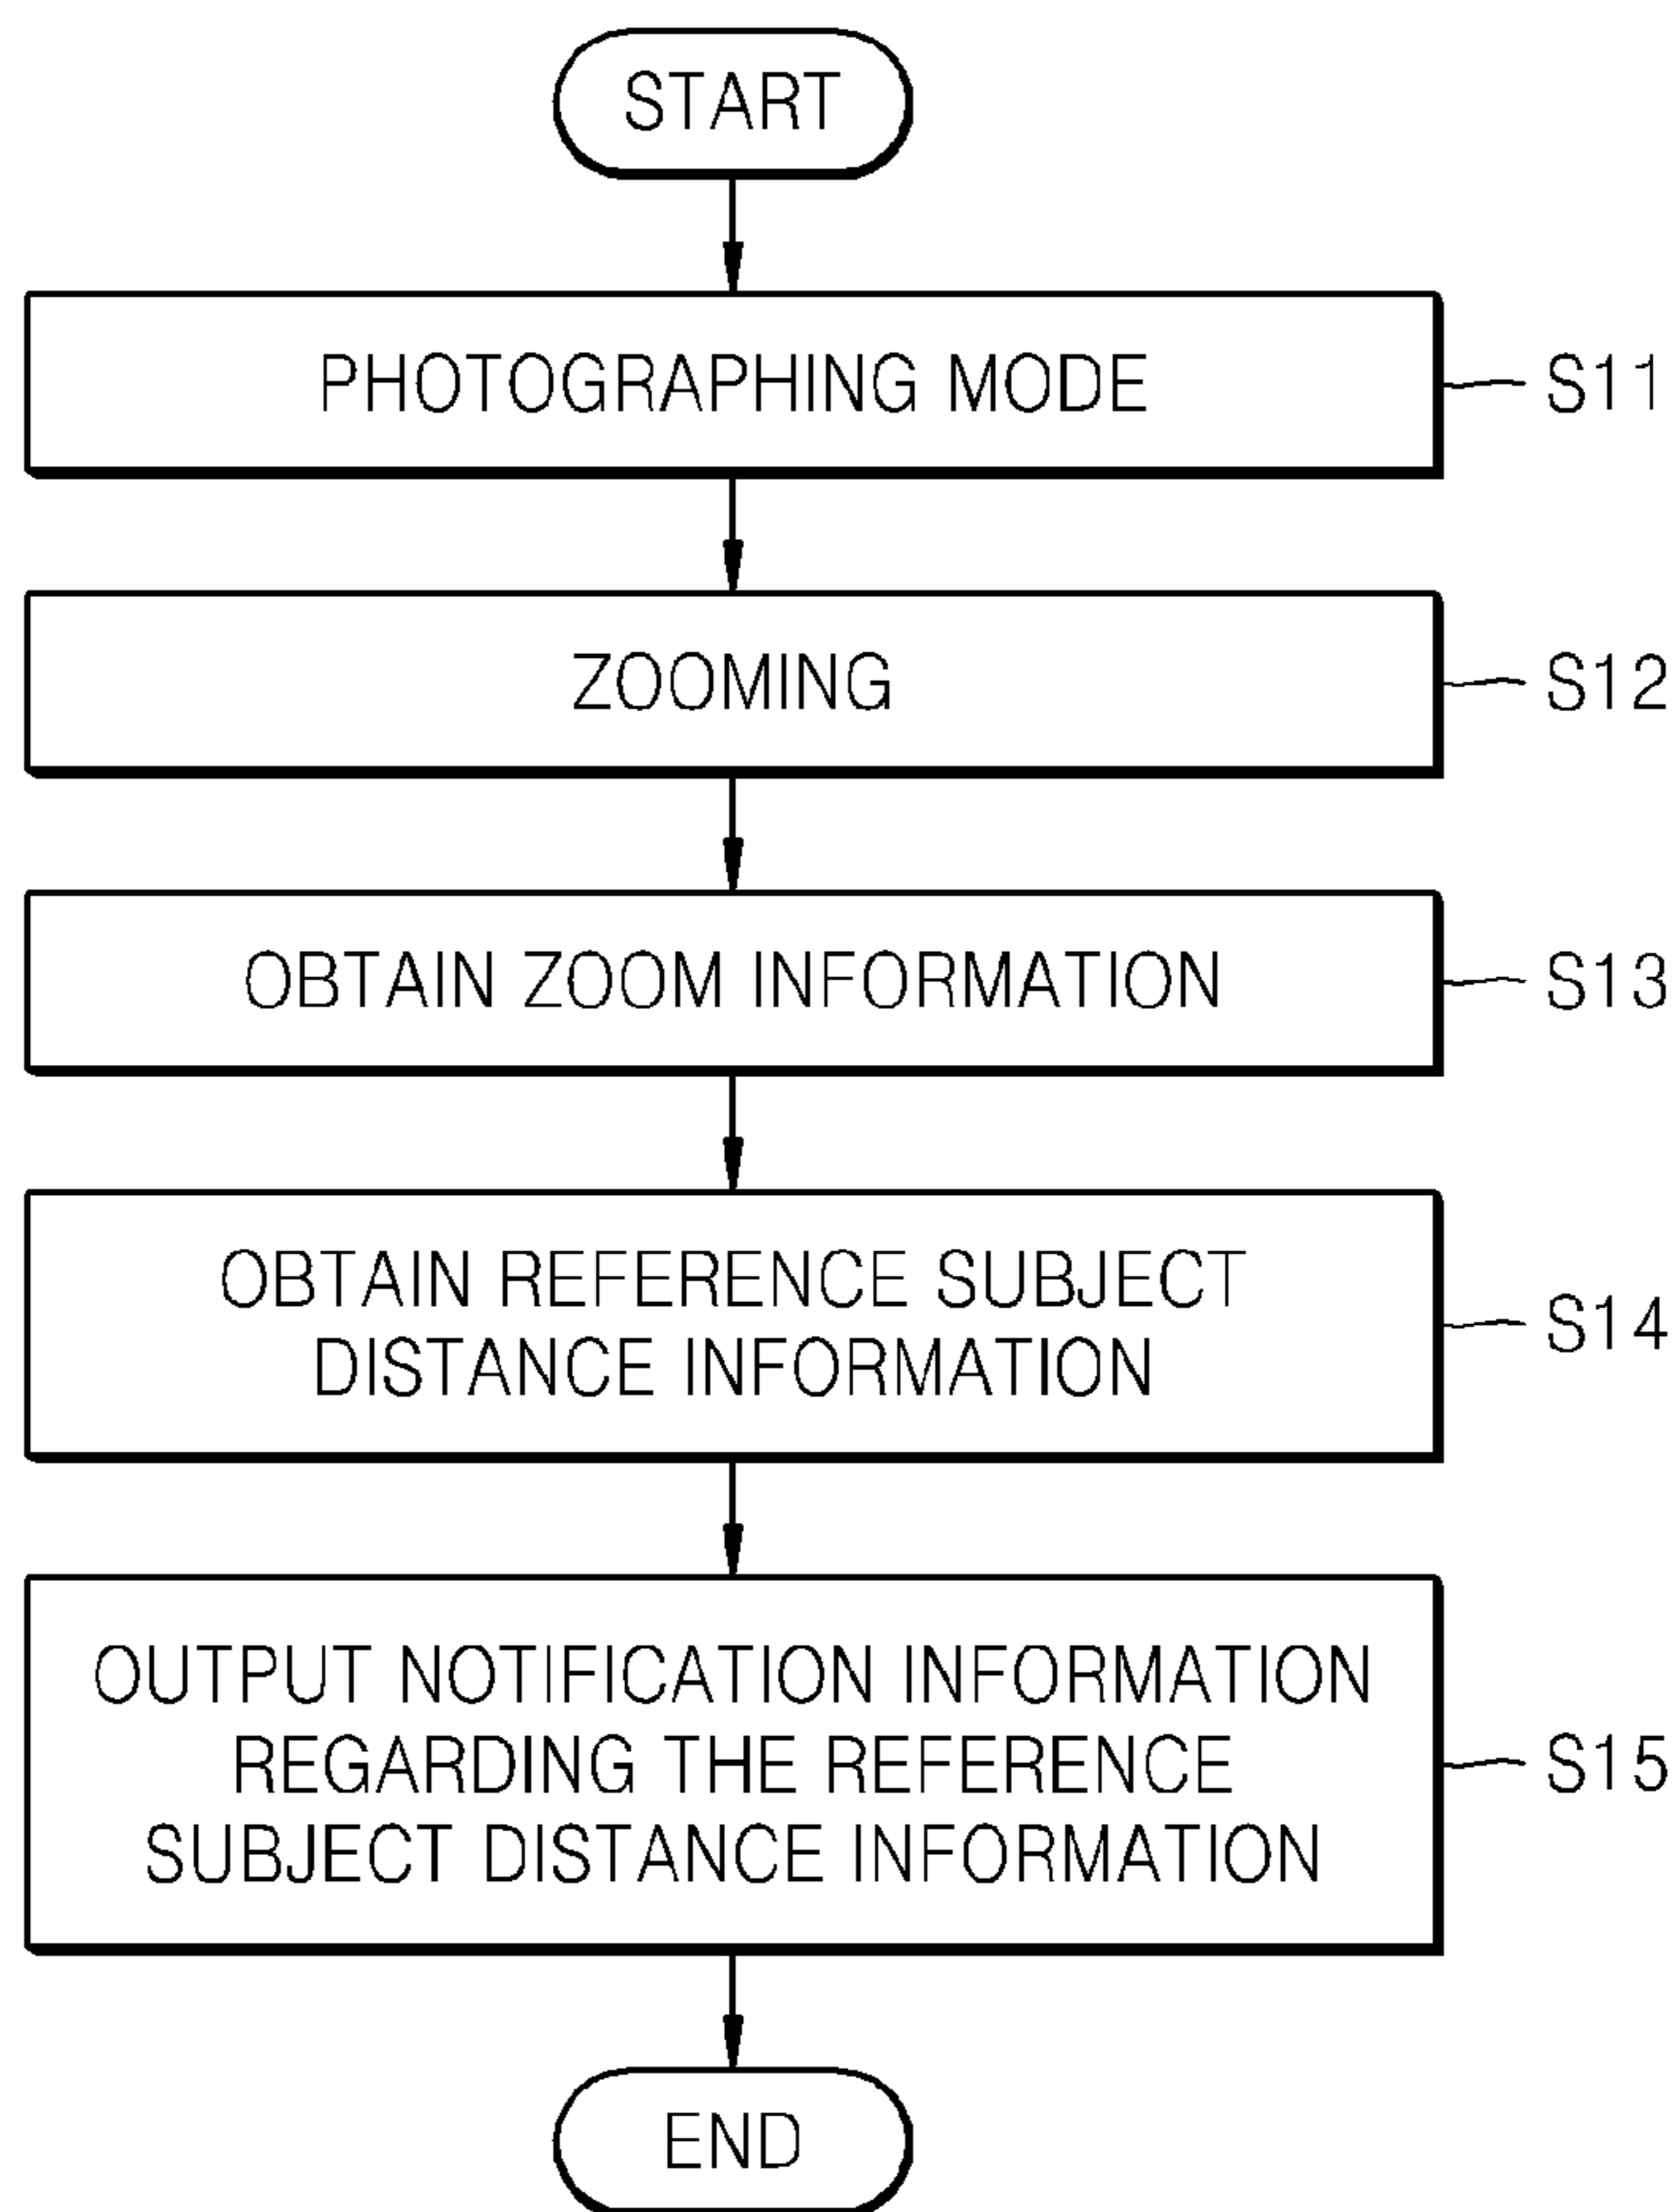 START
PHOTOGRAPHING MODE
S11
ZOOMING
S12
OBTAIN ZOOM INFORMATION
S13
OBTAIN REFERENCE SUBJECT
DISTANCE INFORMATION
S14
OUTPUT NOTIFICATION INFORMATION
REGARDING THE REFERENCE
SUBJECT DISTANCE INFORMATION
S15
END